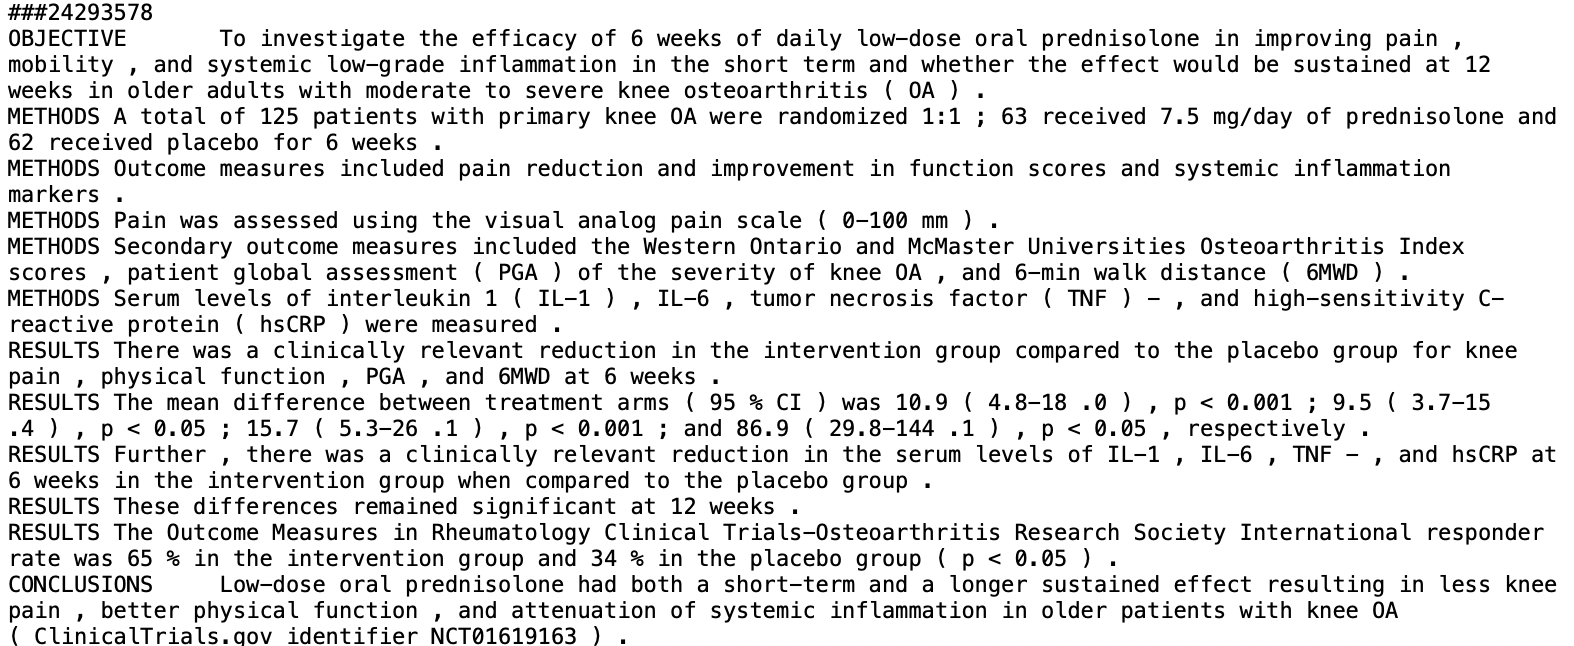 ###24293578
OBJECTIVE	To investigate the efficacy of 6 weeks of daily low-dose oral prednisolone in improving pain ,
mobility , and systemic low-grade inflammation in the short term and whether the effect would be sustained at 12
weeks in older adults with moderate to severe knee osteoarthritis ( OA ) .
METHODS	A total of 125 patients with primary knee OA were randomized 1:1 ; 63 received 7.5 mg/day of prednisolone and
62 received placebo for 6 weeks .
METHODS	Outcome measures included pain reduction and improvement in function scores and systemic inflammation
markers .
METHODS	Pain was assessed using the visual analog pain scale ( 0-100 mm ) .
METHODS	Secondary outcome measures included the Western Ontario and McMaster Universities Osteoarthritis Index
scores , patient global assessment ( PGA ) of the severity of knee OA , and 6-min walk distance ( 6MWD ) .
METHODS	Serum levels of interleukin 1 ( IL-1 ) , IL-6 , tumor necrosis factor ( TNF ) - , and high-sensitivity C-
reactive protein ( hsCRP ) were measured .
RESULTS	There was a clinically relevant reduction in the intervention group compared to the placebo group for knee
pain , physical function , PGA , and 6MWD at 6 weeks .
RESULTS	The mean difference between treatment arms ( 95 % CI ) was 10.9 ( 4.8-18 .0 ) , p < 0.001 ; 9.5 ( 3.7-15
.4 ) , p < 0.05 ; 15.7 ( 5.3-26 .1 ) , p < 0.001 ; and 86.9 ( 29.8-144 .1 ) , p < 0.05 , respectively .
RESULTS	Further , there was a clinically relevant reduction in the serum levels of IL-1 , IL-6 , TNF - , and hsCRP at
6 weeks in the intervention group when compared to the placebo group .
RESULTS	These differences remained significant at 12 weeks .
RESULTS	The Outcome Measures in Rheumatology Clinical Trials-Osteoarthritis Research Society International responder
rate was 65 % in the intervention group and 34 % in the placebo group ( p < 0.05 ) .
CONCLUSIONS	Low-dose oral prednisolone had both a short-term and a longer sustained effect resulting in less knee
pain , better physical function , and attenuation of systemic inflammation in older patients with knee OA
( ClinicalTrials.gov identifier NCT01619163 ) .